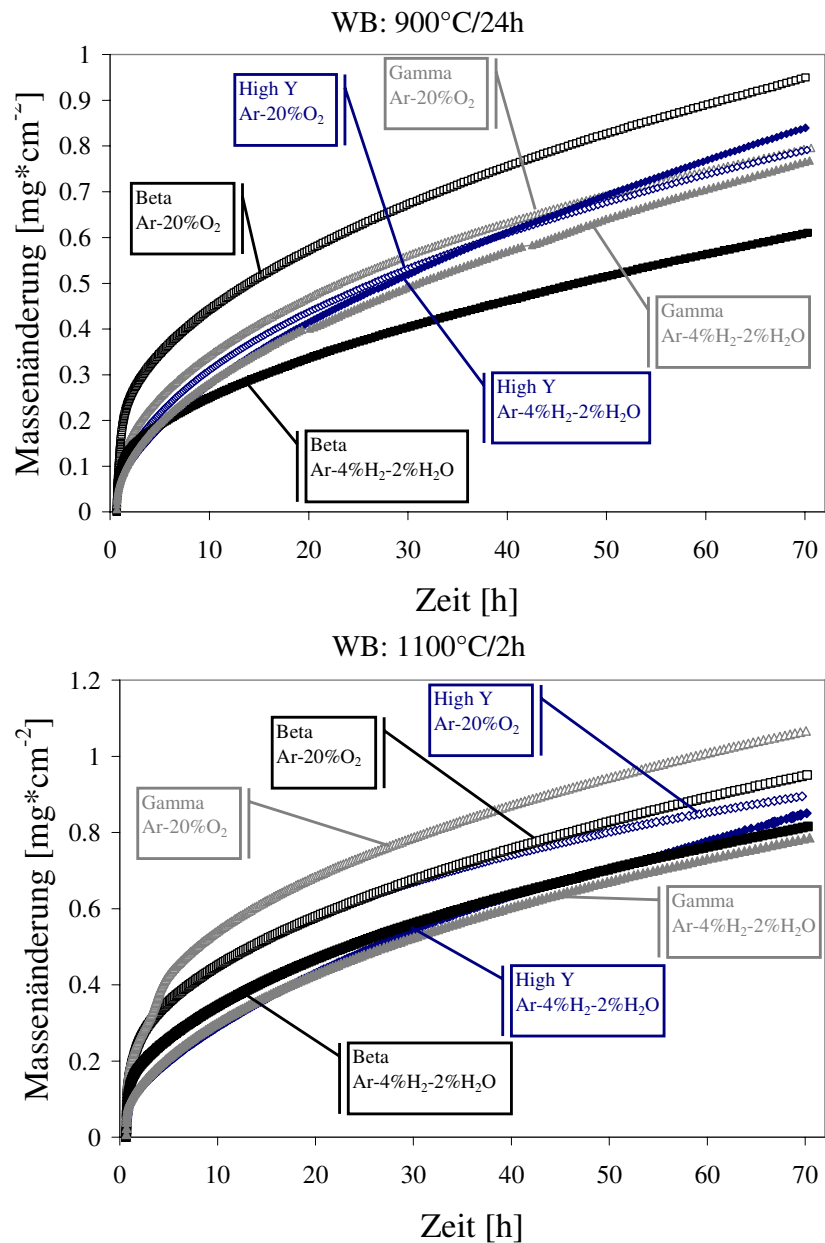 WB: 900°C/24h
Massenänderung [mg*cm⁻²]
1
0.9
0.8
0.7
0.6
0.5
0.4
0.3
0.2
0.1
0
High Y
Ar-20%O₂
Gamma
Ar-20%O₂
Beta
Ar-20%O₂
Gamma
Ar-4%H₂-2%H₂O
High Y
Ar-4%H₂-2%H₂O
Beta
Ar-4%H₂-2%H₂O
0 10 20 30 40 50 60 70
Zeit [h]
WB: 1100°C/2h
Massenänderung [mg*cm⁻²]
1.2
1
0.8
0.6
0.4
0.2
0
High Y
Ar-20%O₂
Beta
Ar-20%O₂
Gamma
Ar-20%O₂
Gamma
Ar-4%H₂-2%H₂O
High Y
Ar-4%H₂-2%H₂O
Beta
Ar-4%H₂-2%H₂O
0 10 20 30 40 50 60 70
Zeit [h]